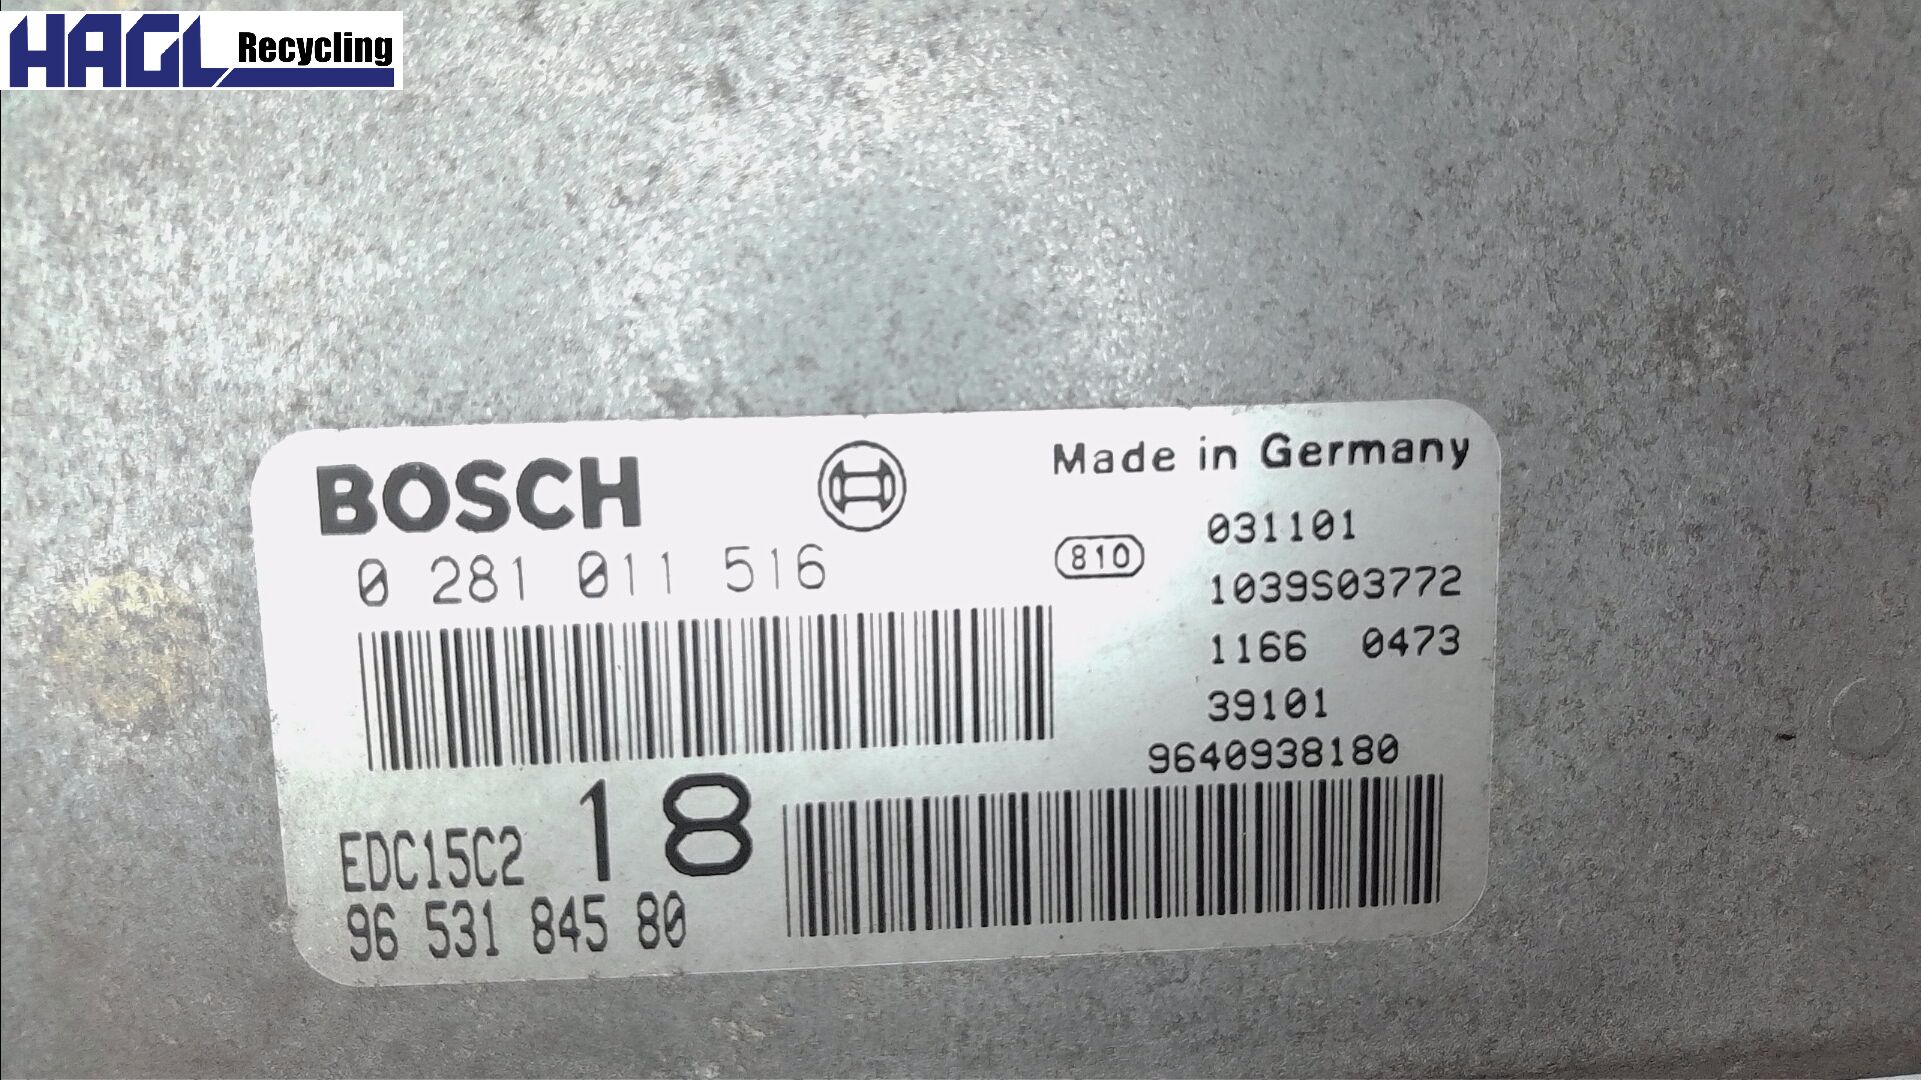 HAGL Recycling
BOSCH
Made in Germany
0 281 011 516
810
031101
1039S03772
1166 0473
39101
9640938180
EDC15C2 18
96 531 845 80